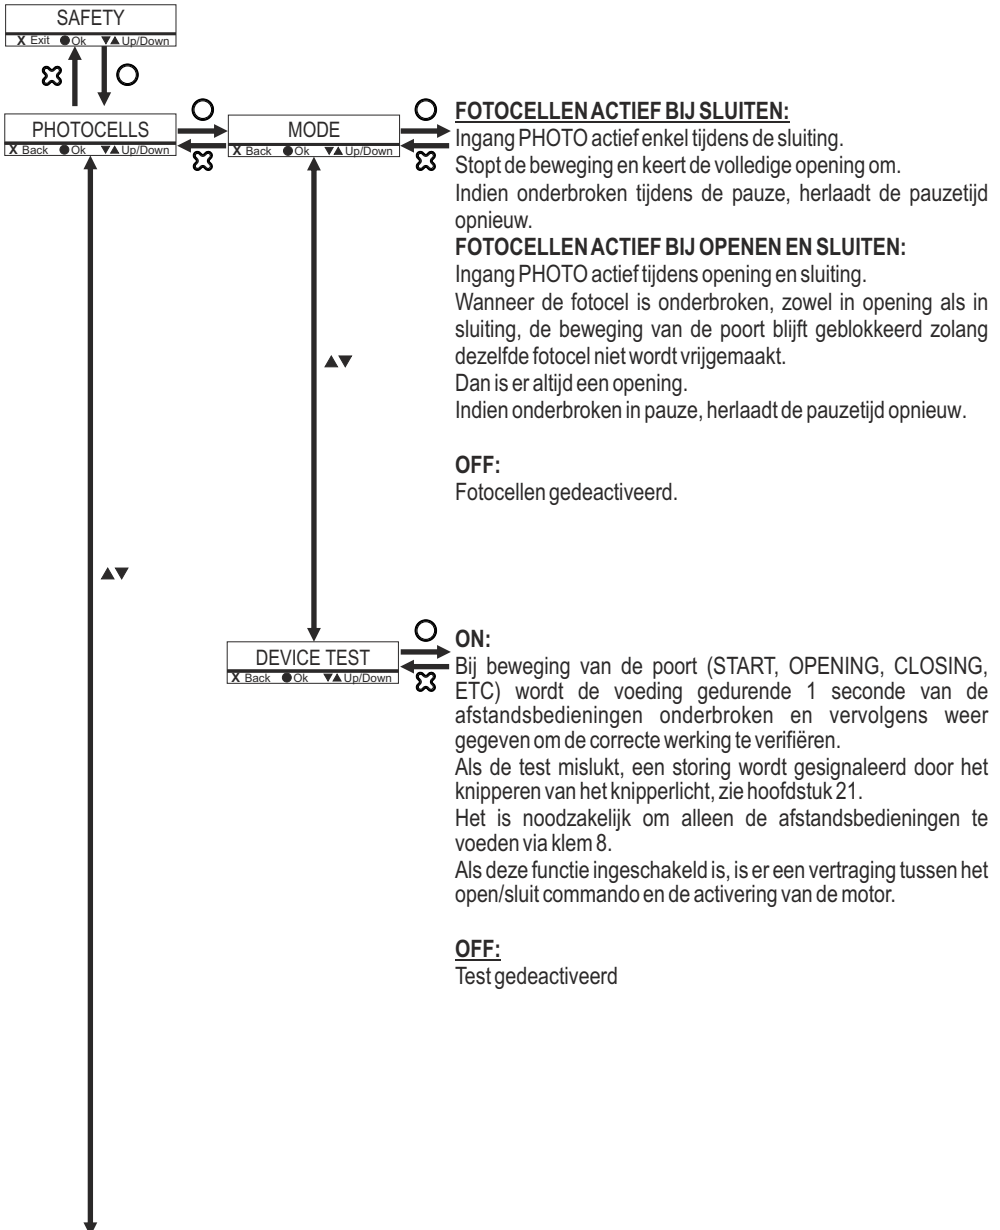 SAFETY
X Exit ●Ok ▼▲Up/Down
PHOTOCELLS
X Back ●Ok ▼▲Up/Down
MODE
X Back ●Ok ▼▲Up/Down
FOTOCELLEN ACTIEF BIJ SLUITEN:
Ingang PHOTO actief enkel tijdens de sluiting.
Stopt de beweging en keert de volledige opening om.
Indien onderbroken tijdens de pauze, herlaadt de pauzetijd
opnieuw.
FOTOCELLEN ACTIEF BIJ OPENEN EN SLUITEN:
Ingang PHOTO actief tijdens opening en sluiting.
Wanneer de fotocel is onderbroken, zowel in opening als in
sluiting, de beweging van de poort blijft geblokkeerd zolang
dezelfde fotocel niet wordt vrijgemaakt.
Dan is er altijd een opening.
Indien onderbroken in pauze, herlaadt de pauzetijd opnieuw.
OFF:
Fotocellen gedeactiveerd.
DEVICE TEST
X Back ●Ok ▼▲Up/Down
ON:
Bij beweging van de poort (START, OPENING, CLOSING,
ETC) wordt de voeding gedurende 1 seconde van de
afstandsbedieningen onderbroken en vervolgens weer
gegeven om de correcte werking te verifiëren.
Als de test mislukt, een storing wordt gesignaleerd door het
knipperen van het knipperlicht, zie hoofdstuk 21.
Het is noodzakelijk om alleen de afstandsbedieningen te
voeden via klem 8.
Als deze functie ingeschakeld is, is er een vertraging tussen het
open/sluit commando en de activering van de motor.
OFF:
Test gedeactiveerd